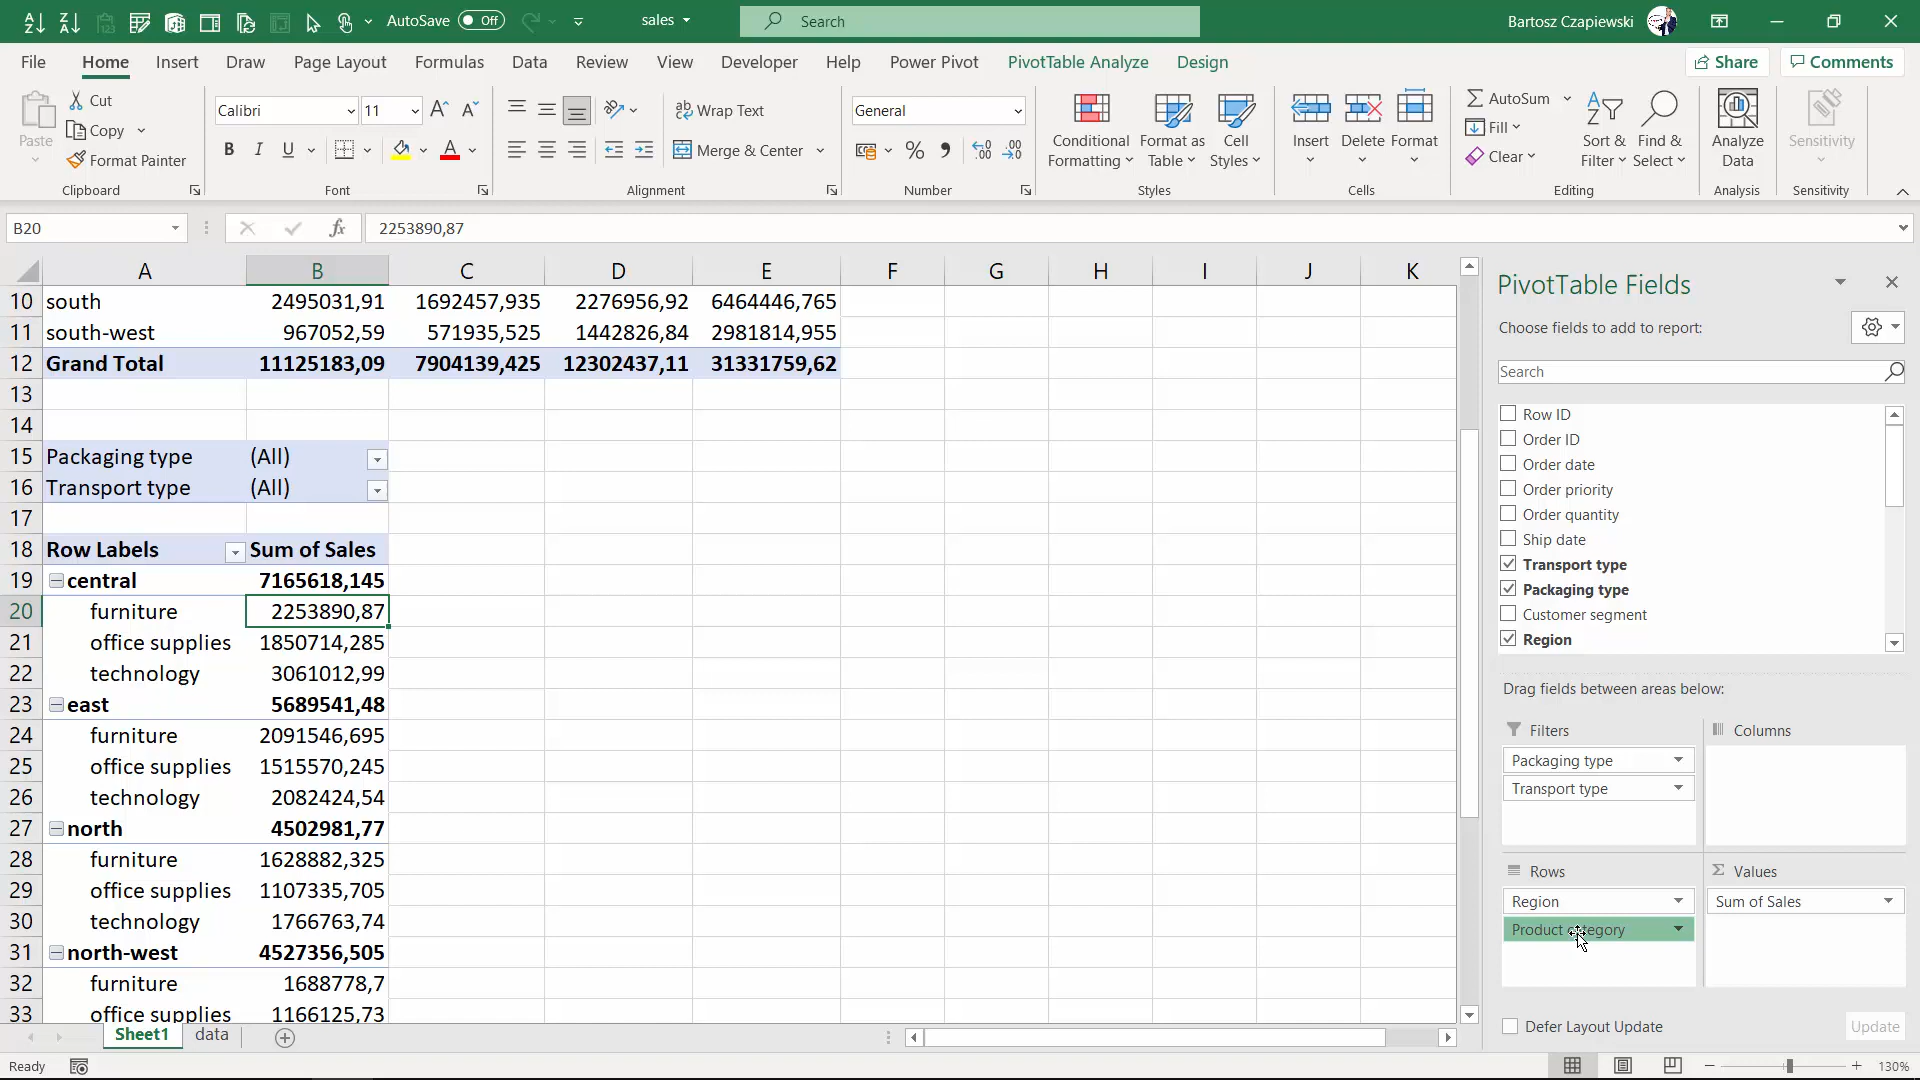 AutoSave Off
sales
Search
Bartosz Czapiewski
File Home Insert Draw Page Layout Formulas Data Review View Developer Help Power Pivot PivotTable Analyze Design Share Comments
Paste
Cut
Copy
Format Painter
Clipboard
Calibri 11
B I U A
Font
Wrap Text
Merge & Center
Alignment
General
%
Number
Conditional Formatting
Format as Table
Cell Styles
Styles
Insert
Delete
Format
Cells
AutoSum
Fill
Clear
Sort & Filter
Find & Select
Editing
Analyze Data
Analysis
Sensitivity
Sensitivity
B20 fx 2253890,87
A B C D E F G H I J K
10 south 2495031,91 1692457,935 2276956,92 6464446,765
11 south-west 967052,59 571935,525 1442826,84 2981814,955
12 Grand Total 11125183,09 7904139,425 12302437,11 31331759,62
13
14
15 Packaging type (All)
16 Transport type (All)
17
18 Row Labels Sum of Sales
19 central 7165618,145
20 furniture 2253890,87
21 office supplies 1850714,285
22 technology 3061012,99
23 east 5689541,48
24 furniture 2091546,695
25 office supplies 1515570,245
26 technology 2082424,54
27 north 4502981,77
28 furniture 1628882,325
29 office supplies 1107335,705
30 technology 1766763,74
31 north-west 4527356,505
32 furniture 1688778,7
33 office supplies 1166125,73
PivotTable Fields
Choose fields to add to report:
Search
Row ID
Order ID
Order date
Order priority
Order quantity
Ship date
Transport type
Packaging type
Customer segment
Region
Drag fields between areas below:
Filters
Packaging type
Transport type
Columns
Rows
Region
Product category
Values
Sum of Sales
Defer Layout Update
Update
Sheet1 data
Ready
130%